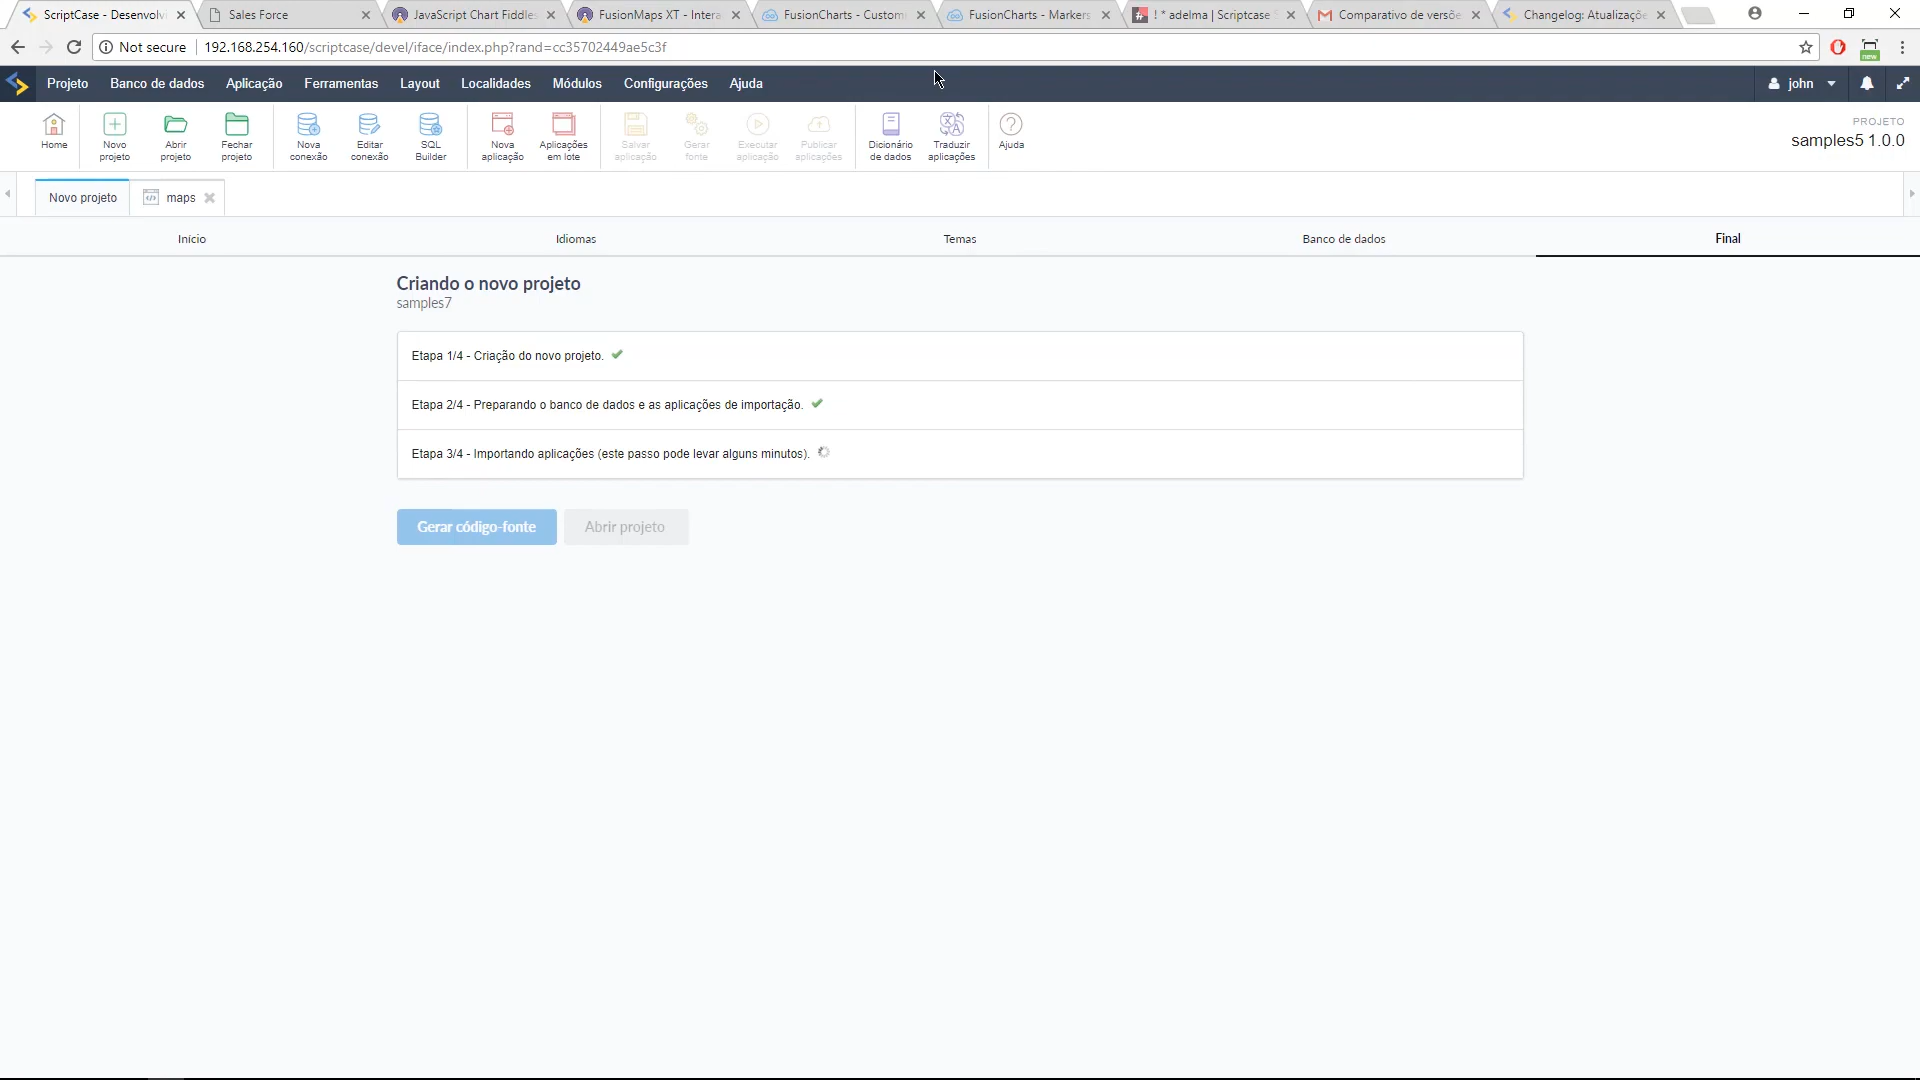 ScriptCase - Desenvolvi
Sales Force
JavaScript Chart Fiddles
FusionMaps XT - Intera
FusionCharts - Custom
FusionCharts - Markers
! * adelma | Scriptcase S
Comparativo de versõe
Changelog: Atualizaçõe
Not secure
192.168.254.160/scriptcase/devel/iface/index.php?rand=cc35702449ae5c3f
new
Projeto
Banco de dados
Aplicação
Ferramentas
Layout
Localidades
Módulos
Configurações
Ajuda
john
Home
Novo projeto
Abrir projeto
Fechar projeto
Nova conexão
Editar conexão
SQL Builder
Nova aplicação
Aplicações em lote
Salvar aplicação
Gerar fonte
Executar aplicação
Publicar aplicações
Dicionário de dados
Traduzir aplicações
Ajuda
PROJETO
samples5 1.0.0
Novo projeto
maps
Início
Idiomas
Temas
Banco de dados
Final
Criando o novo projeto
samples7
Etapa 1/4 - Criação do novo projeto.
Etapa 2/4 - Preparando o banco de dados e as aplicações de importação.
Etapa 3/4 - Importando aplicações (este passo pode levar alguns minutos).
Gerar código-fonte
Abrir projeto